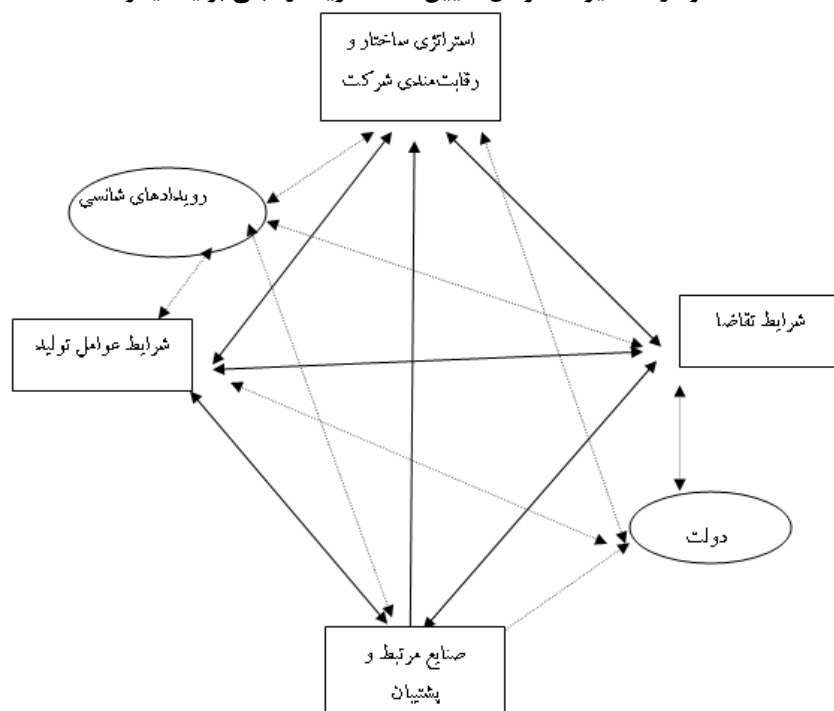 استراتژی ساختار و
رقابت‌مندی شرکت
رویدادهای شانسی
شرایط تقاضا
شرایط عوامل تولید
دولت
صنایع مرتبط و
پشتیبان